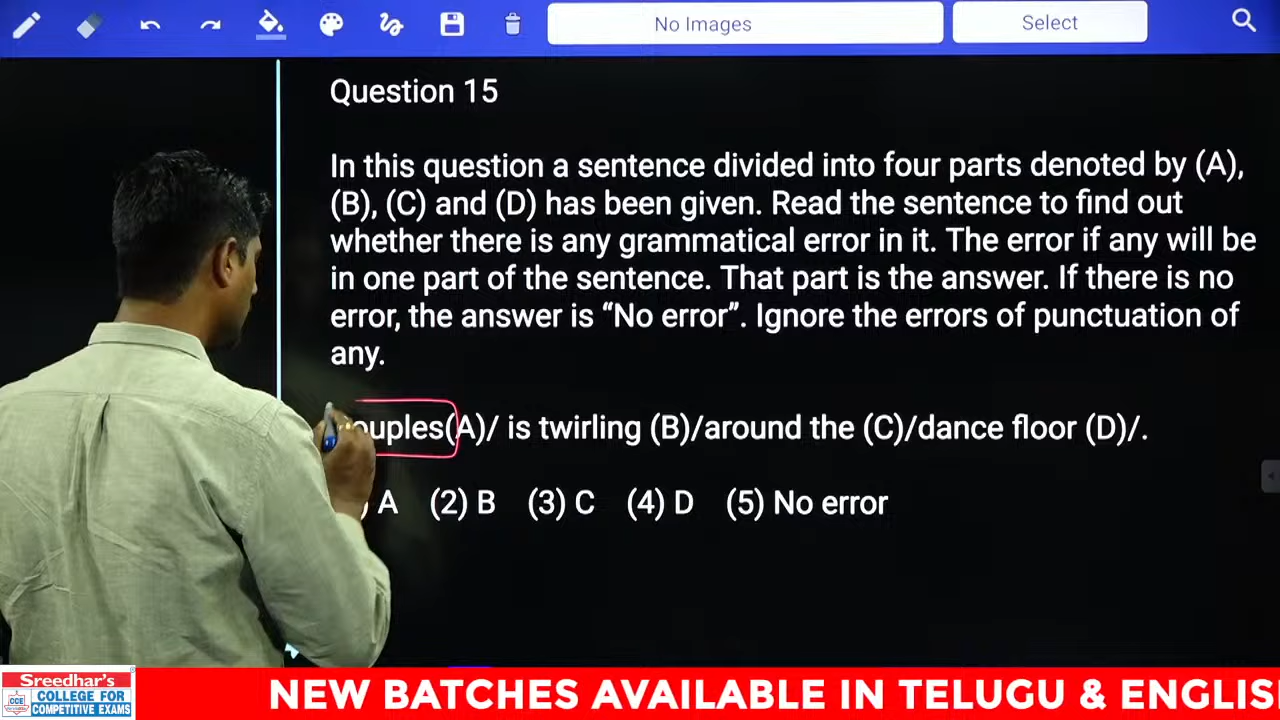 No Images
Select
Question 15
In this question a sentence divided into four parts denoted by (A),
(B), (C) and (D) has been given. Read the sentence to find out
whether there is any grammatical error in it. The error if any will be
in one part of the sentence. That part is the answer. If there is no
error, the answer is “No error”. Ignore the errors of punctuation of
any.
ouples(A)/ is twirling (B)/around the (C)/dance floor (D)/.
) A (2) B (3) C (4) D (5) No error
Sreedhar's
CCE
COLLEGE FOR
COMPETITIVE EXAMS
NEW BATCHES AVAILABLE IN TELUGU & ENGLIS